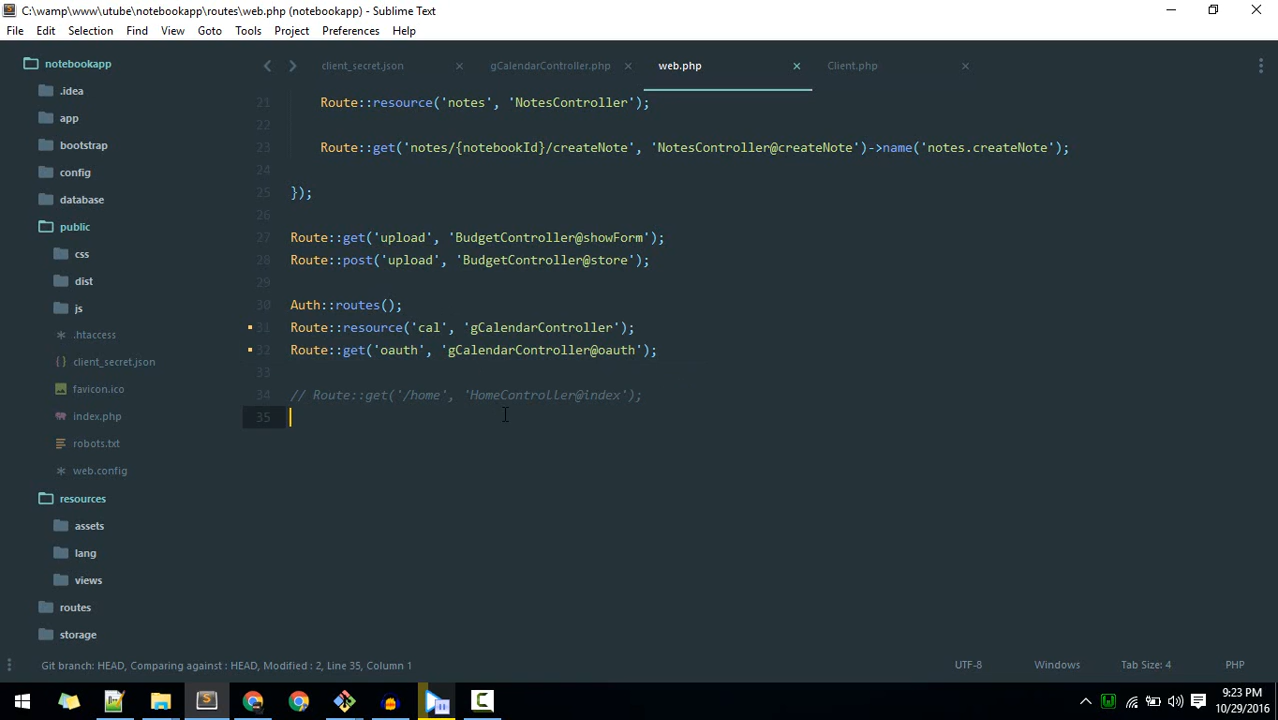 C:\wamp\www\utube\notebookapp\routes\web.php (notebookapp) - Sublime Text
File Edit Selection Find View Goto Tools Project Preferences Help
notebookapp
.idea
app
bootstrap
config
database
public
css
dist
js
.htaccess
client_secret.json
favicon.ico
index.php
robots.txt
web.config
resources
assets
lang
views
routes
storage
client_secret.json gCalendarController.php web.php Client.php
21 Route::resource('notes', 'NotesController');
22
23 Route::get('notes/{notebookId}/createNote', 'NotesController@createNote')->name('notes.createNote');
24
25 });
26
27 Route::get('upload', 'BudgetController@showForm');
28 Route::post('upload', 'BudgetController@store');
29
30 Auth::routes();
31 Route::resource('cal', 'gCalendarController');
32 Route::get('oauth', 'gCalendarController@oauth');
33
34 // Route::get('/home', 'HomeController@index');
35
Git branch: HEAD, Comparing against : HEAD, Modified : 2, Line 35, Column 1 UTF-8 Windows Tab Size: 4 PHP
9:23 PM
10/29/2016